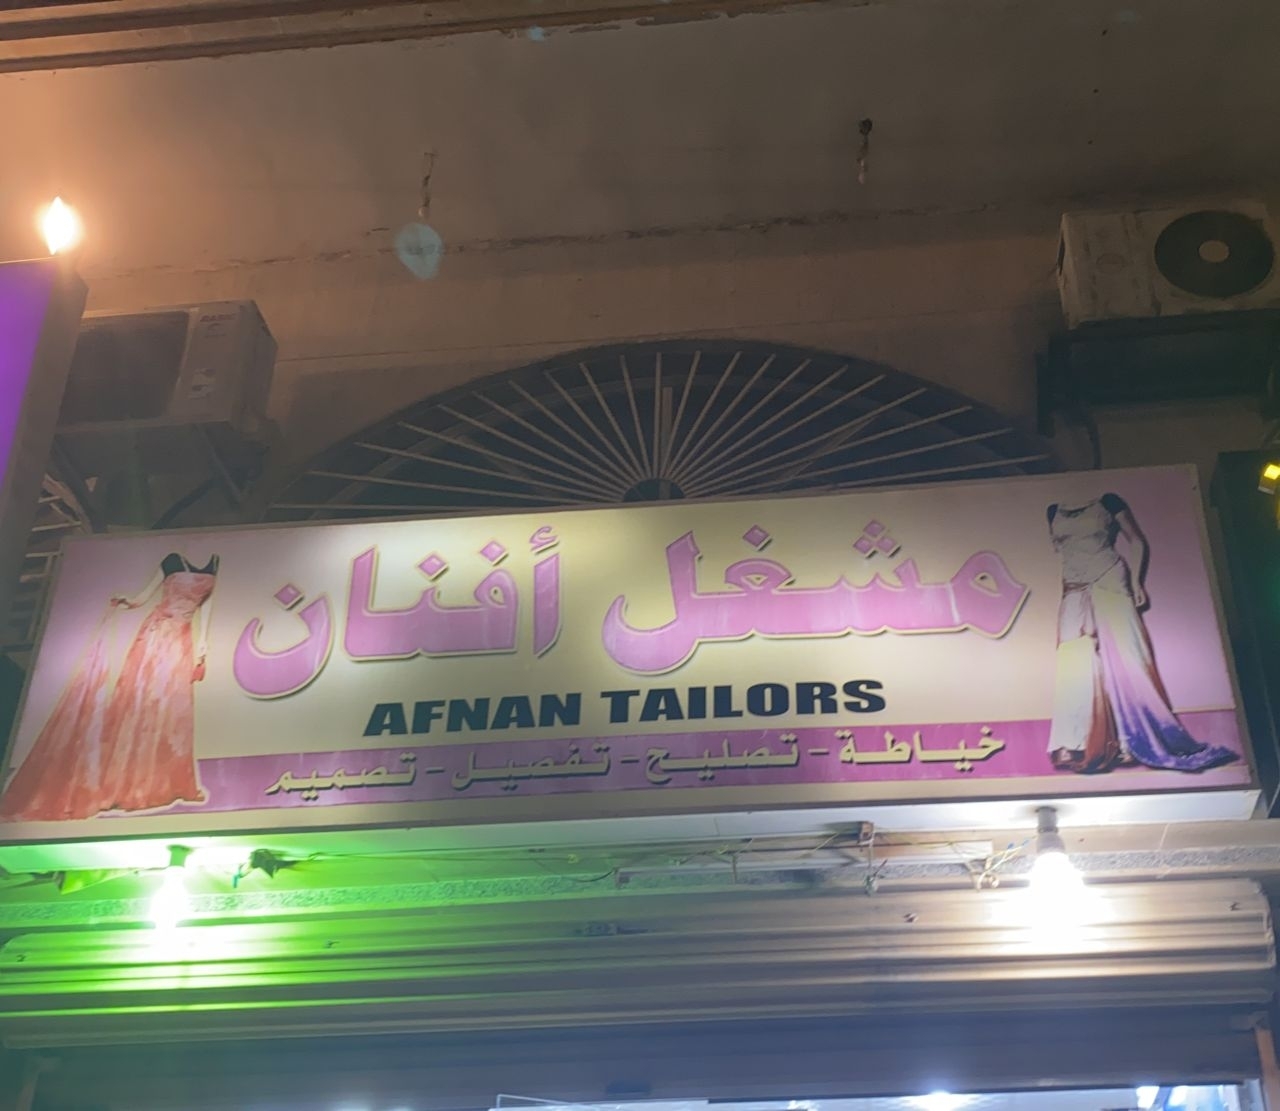 مشغل أفنان
AFNAN TAILORS
خياطة - تصليح - تفصيل - تصميم